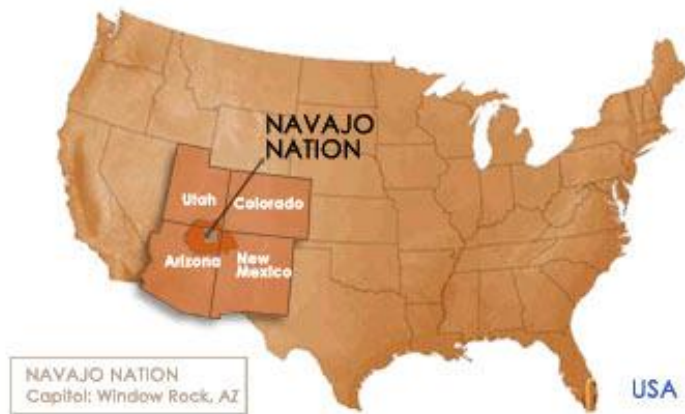 NAVAJO
NATION
Utah
Colorado
Arizona
New
Mexico
NAVAJO NATION
Capitol: Window Rock, AZ
USA